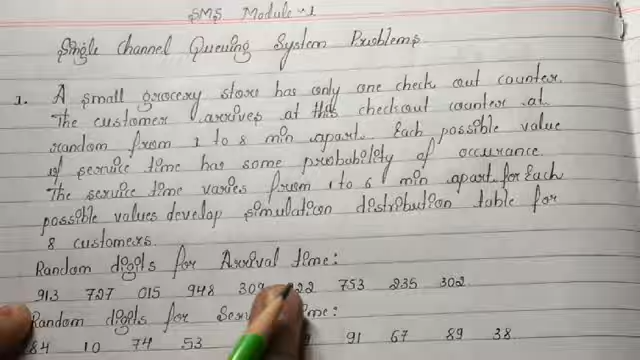 SMS Module-1
Single Channel Queuing System Problems
1. A small grocery store has only one check out counter.
The customer arrives at this checkout counter at
random from 1 to 8 min apart. Each possible value
of service time has some probability of occurance.
The service time varies from 1 to 6 min apart for each
possible values develop simulation distribution table for
8 customers.
Random digits for Arrival time:
913 727 015 948 309 922 753 235 302
Random digits for Service time:
84 10 74 53 91 67 89 38